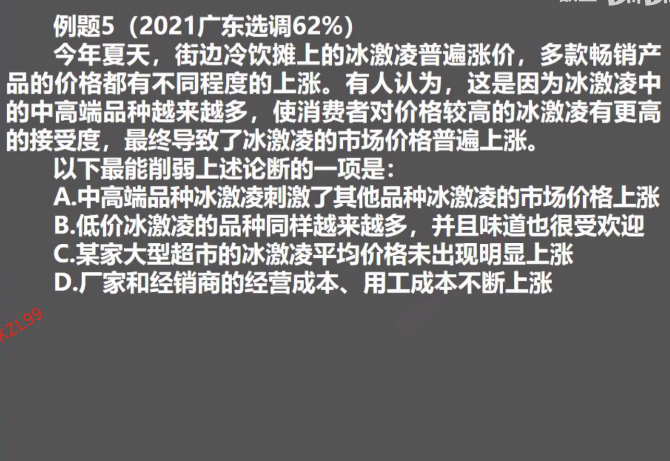 例题5（2021广东选调62%）
今年夏天，街边冷饮摊上的冰激凌普遍涨价，多款畅销产
品的价格都有不同程度的上涨。有人认为，这是因为冰激凌中
的中高端品种越来越多，使消费者对价格较高的冰激凌有更高
的接受度，最终导致了冰激凌的市场价格普遍上涨。
以下最能削弱上述论断的一项是：
A.中高端品种冰激凌刺激了其他品种冰激凌的市场价格上涨
B.低价冰激凌的品种同样越来越多，并且味道也很受欢迎
C.某家大型超市的冰激凌平均价格未出现明显上涨
D.厂家和经销商的经营成本、用工成本不断上涨
KZL99